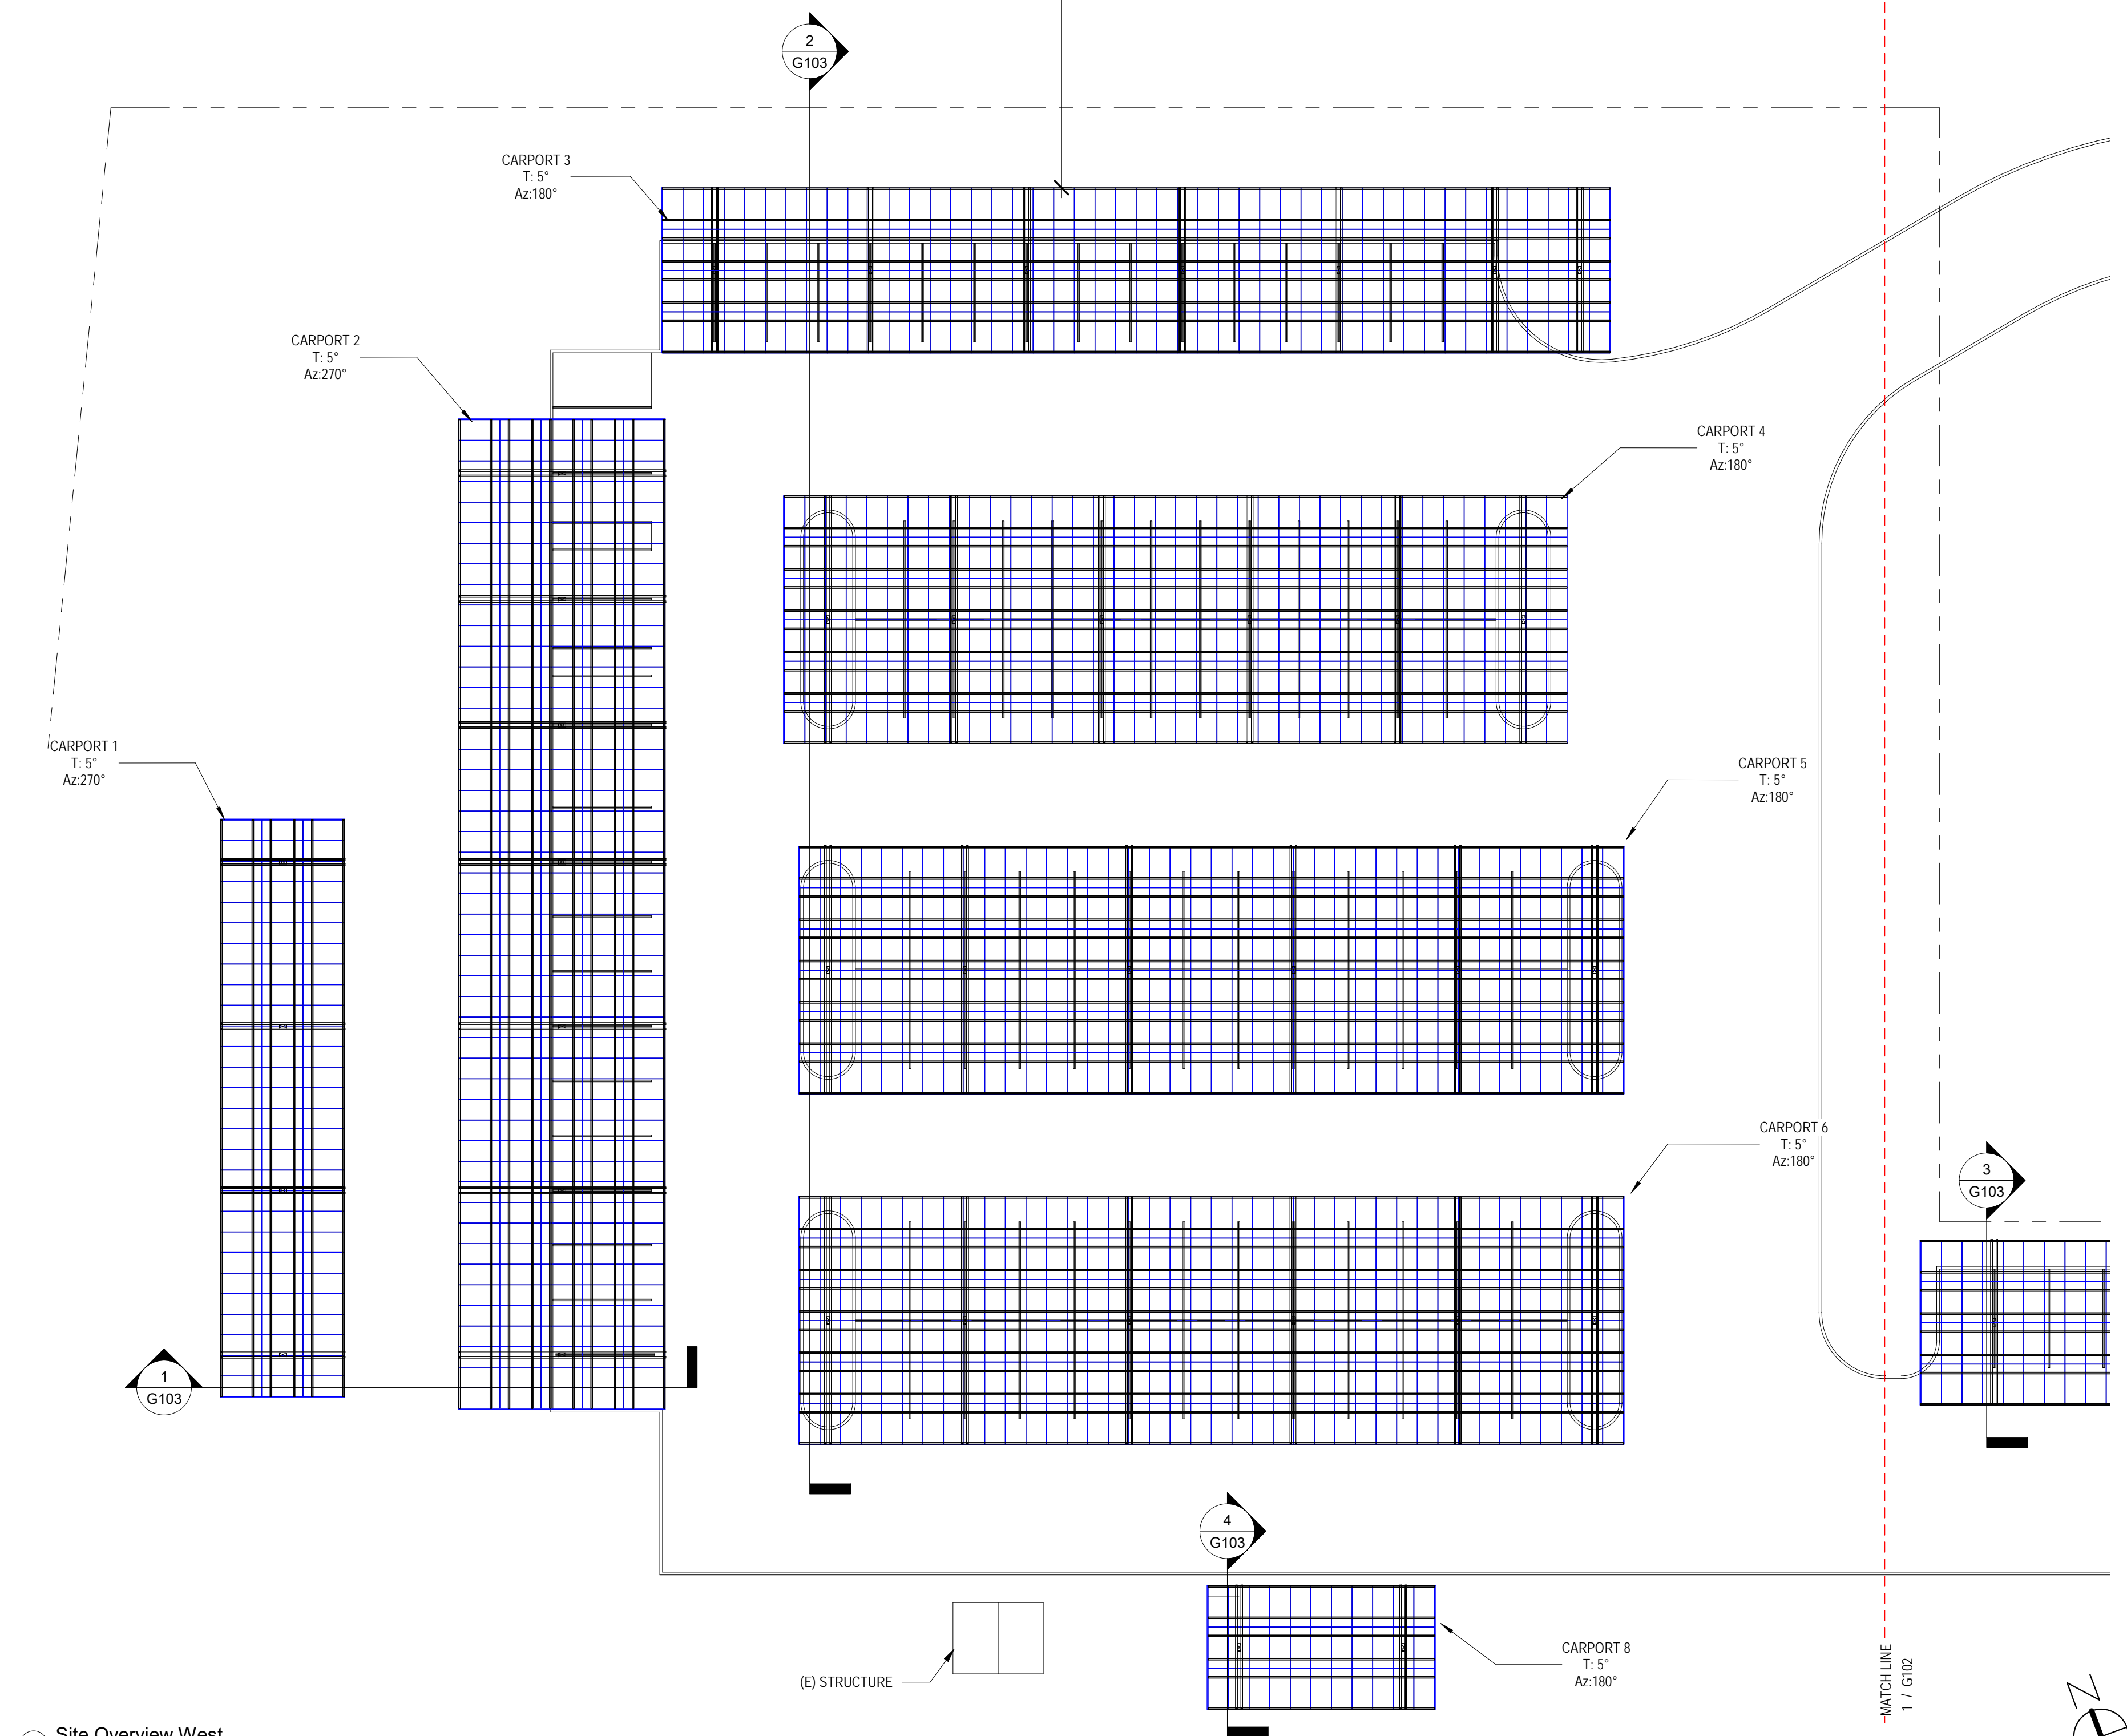 2
G103
CARPORT 3
T: 5°
Az:180°
CARPORT 2
T: 5°
Az:270°
CARPORT 4
T: 5°
Az:180°
CARPORT 1
T: 5°
Az:270°
CARPORT 5
T: 5°
Az:180°
CARPORT 6
T: 5°
Az:180°
3
G103
1
G103
4
G103
CARPORT 8
T: 5°
Az:180°
(E) STRUCTURE
MATCH LINE
1 / G102
N
Site Overview West